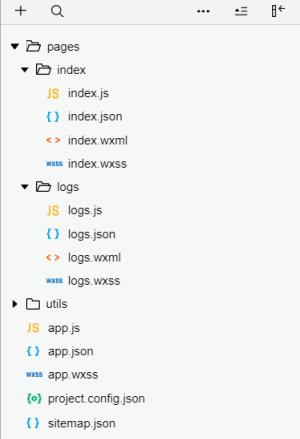 pages
index
JS index.js
{ } index.json
< > index.wxml
wxss index.wxss
logs
JS logs.js
{ } logs.json
< > logs.wxml
wxss logs.wxss
utils
JS app.js
{ } app.json
wxss app.wxss
{o} project.config.json
{ } sitemap.json